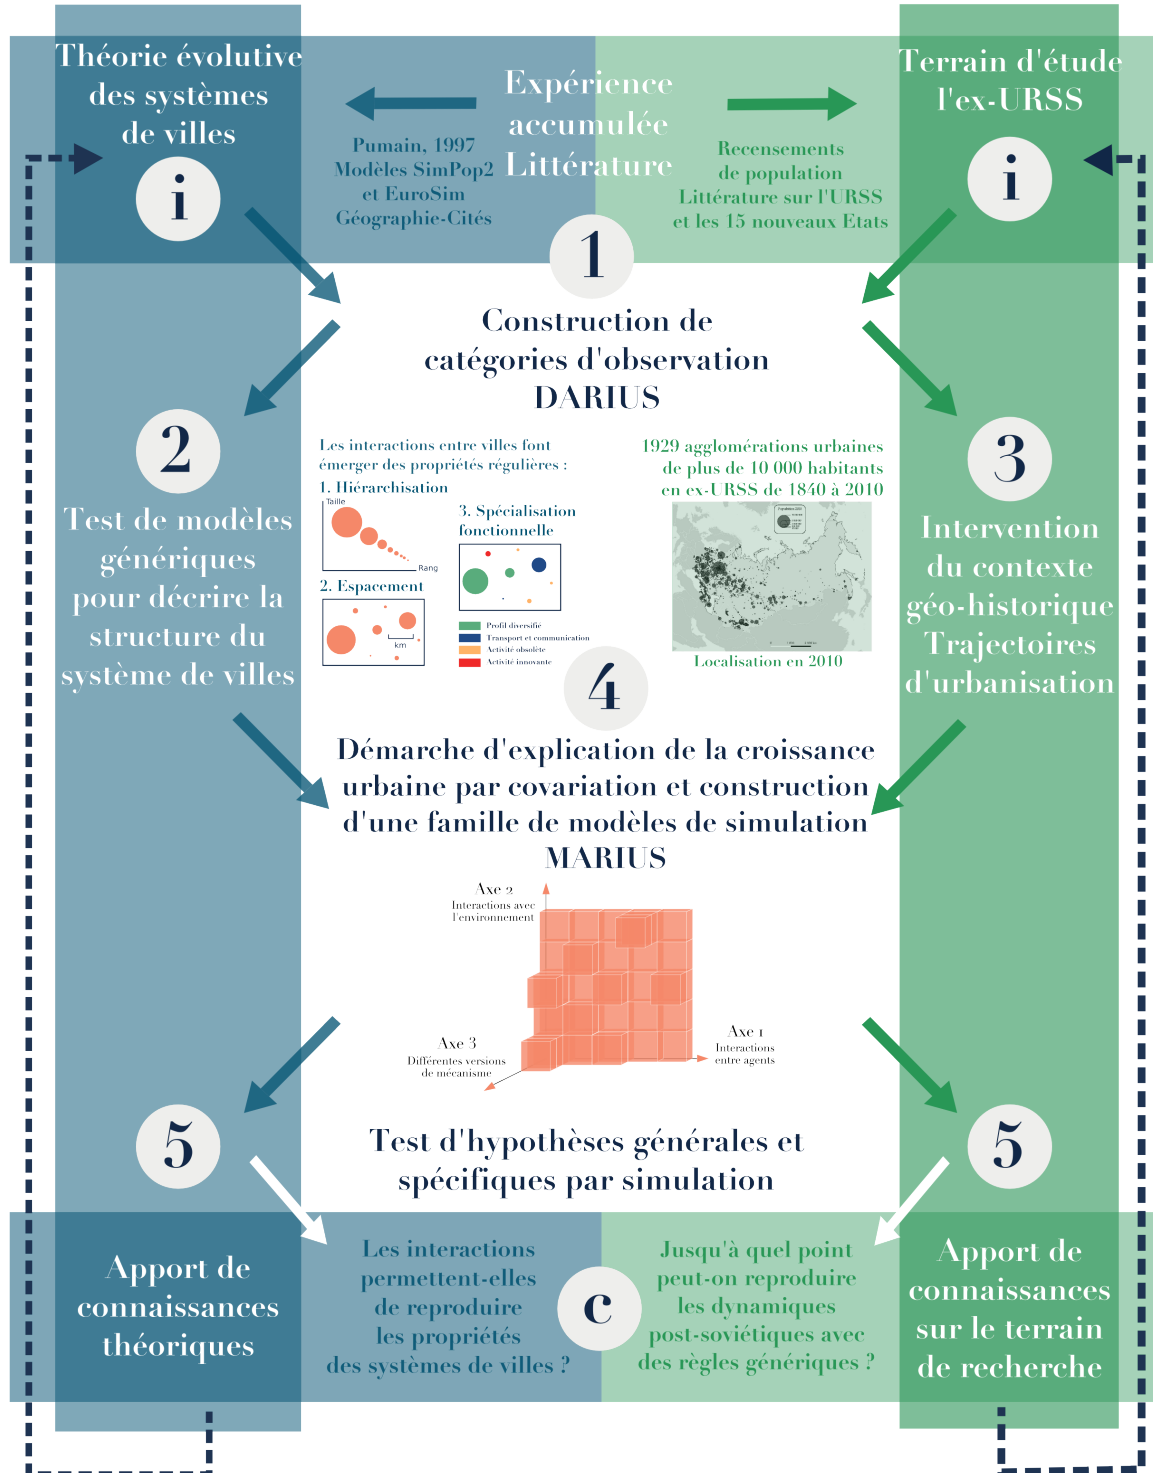 Théorie évolutive
des systèmes
de villes
i
Expérience
accumulée
Littérature
Terrain d'étude
l'ex-URSS
i
Pumain, 1997
Modèles SimPop2
et EuroSim
Géographie-Cités
Recensements
de population
Littérature sur l'URSS
et les 15 nouveaux Etats
1
Construction de
catégories d'observation
DARIUS
2
Test de modèles
génériques
pour décrire la
structure du
système de villes
Les interactions entre villes font
émerger des propriétés régulières :
1. Hiérarchisation
Taille
Rang
2. Espacement
km
3. Spécialisation
fonctionnelle
Profil diversifié
Transport et communication
Activité obsolète
Activité innovante
1929 agglomérations urbaines
de plus de 10 000 habitants
en ex-URSS de 1840 à 2010
Localisation en 2010
3
Intervention
du contexte
géo-historique
Trajectoires
d'urbanisation
4
Démarche d'explication de la croissance
urbaine par covariation et construction
d'une famille de modèles de simulation
MARIUS
Axe 2
Interactions avec
l'environnement
Axe 3
Différentes versions
de mécanisme
Axe 1
Interactions
entre agents
5
Test d'hypothèses générales et
spécifiques par simulation
5
Apport de
connaissances
théoriques
Les interactions
permettent-elles
de reproduire
les propriétés
des systèmes de villes ?
c
Jusqu'à quel point
peut-on reproduire
les dynamiques
post-soviétiques avec
des règles génériques ?
Apport de
connaissances
sur le terrain
de recherche